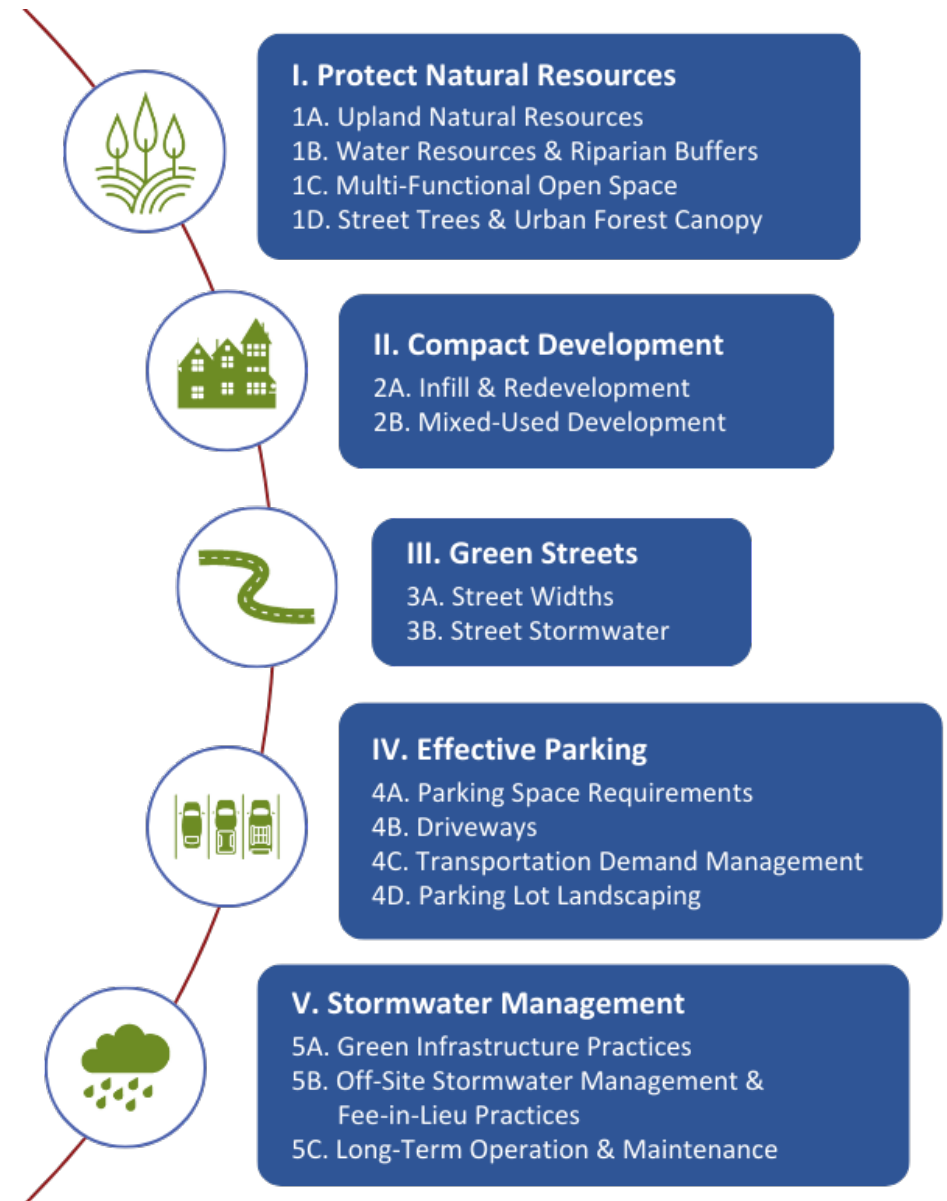 I. Protect Natural Resources
1A. Upland Natural Resources
1B. Water Resources & Riparian Buffers
1C. Multi-Functional Open Space
1D. Street Trees & Urban Forest Canopy
II. Compact Development
2A. Infill & Redevelopment
2B. Mixed-Used Development
III. Green Streets
3A. Street Widths
3B. Street Stormwater
IV. Effective Parking
4A. Parking Space Requirements
4B. Driveways
4C. Transportation Demand Management
4D. Parking Lot Landscaping
V. Stormwater Management
5A. Green Infrastructure Practices
5B. Off-Site Stormwater Management &
Fee-in-Lieu Practices
5C. Long-Term Operation & Maintenance